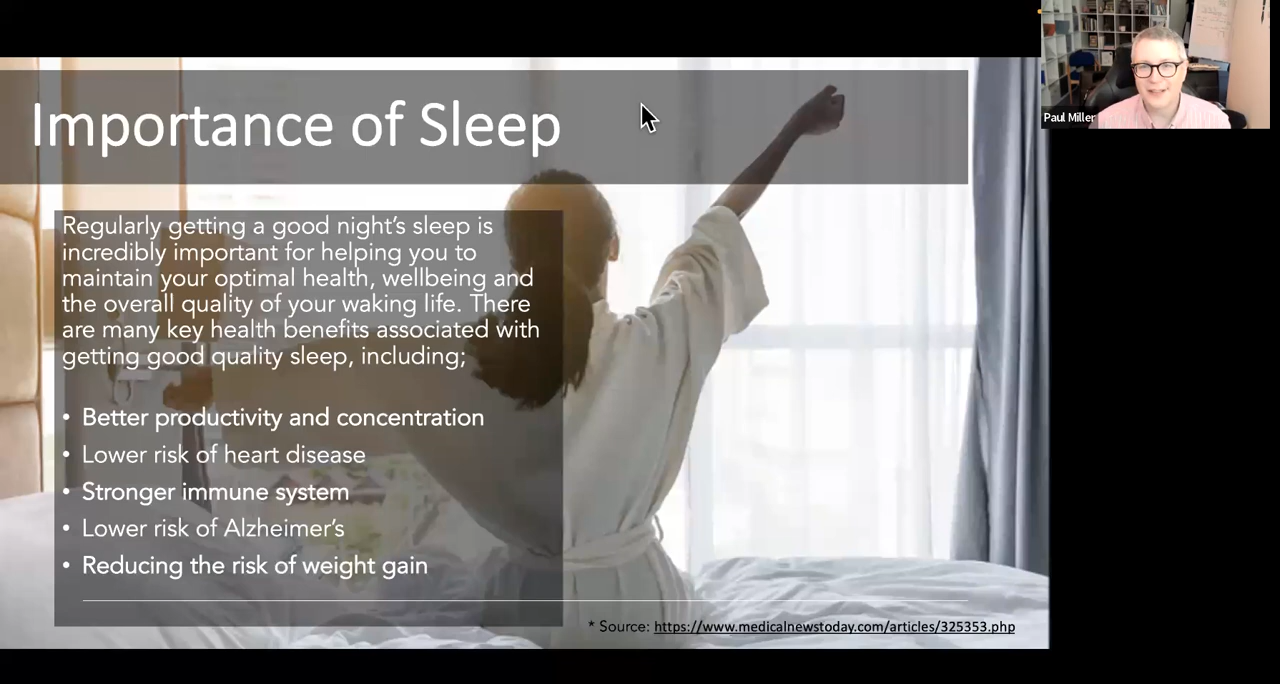 Importance of Sleep
Paul Miller
Regularly getting a good night's sleep is
incredibly important for helping you to
maintain your optimal health, wellbeing and
the overall quality of your waking life. There
are many key health benefits associated with
getting good quality sleep, including;
• Better productivity and concentration
• Lower risk of heart disease
• Stronger immune system
• Lower risk of Alzheimer's
• Reducing the risk of weight gain
* Source: https://www.medicalnewstoday.com/articles/325353.php